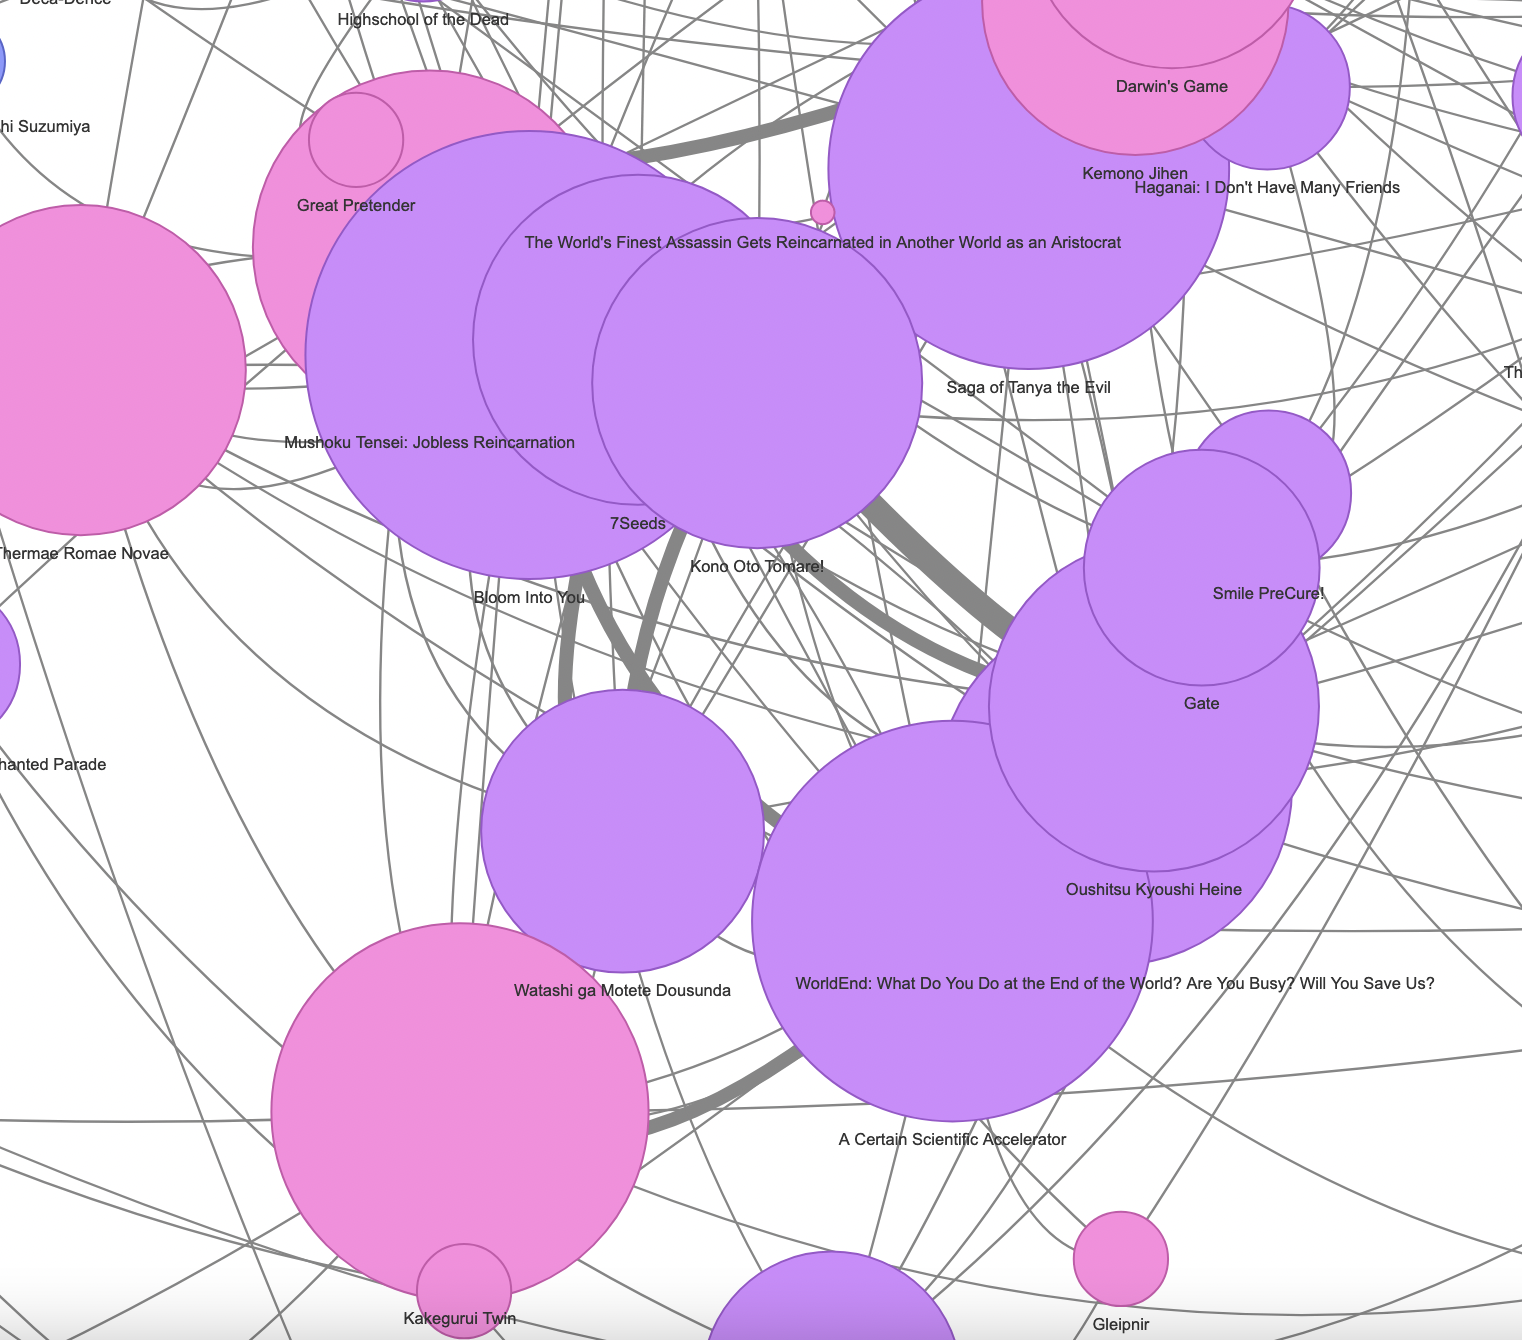 Deca-Dence
Highschool of the Dead
hi Suzumiya
Darwin's Game
Kemono Jihen
Haganai: I Don't Have Many Friends
Great Pretender
The World's Finest Assassin Gets Reincarnated in Another World as an Aristocrat
Th
Saga of Tanya the Evil
Mushoku Tensei: Jobless Reincarnation
7Seeds
Thermae Romae Novae
Kono Oto Tomare!
Bloom Into You
Smile PreCure!
Gate
hanted Parade
Oushitsu Kyoushi Heine
WorldEnd: What Do You Do at the End of the World? Are You Busy? Will You Save Us?
Watashi ga Motete Dousunda
A Certain Scientific Accelerator
Kakegurui Twin
Gleipnir